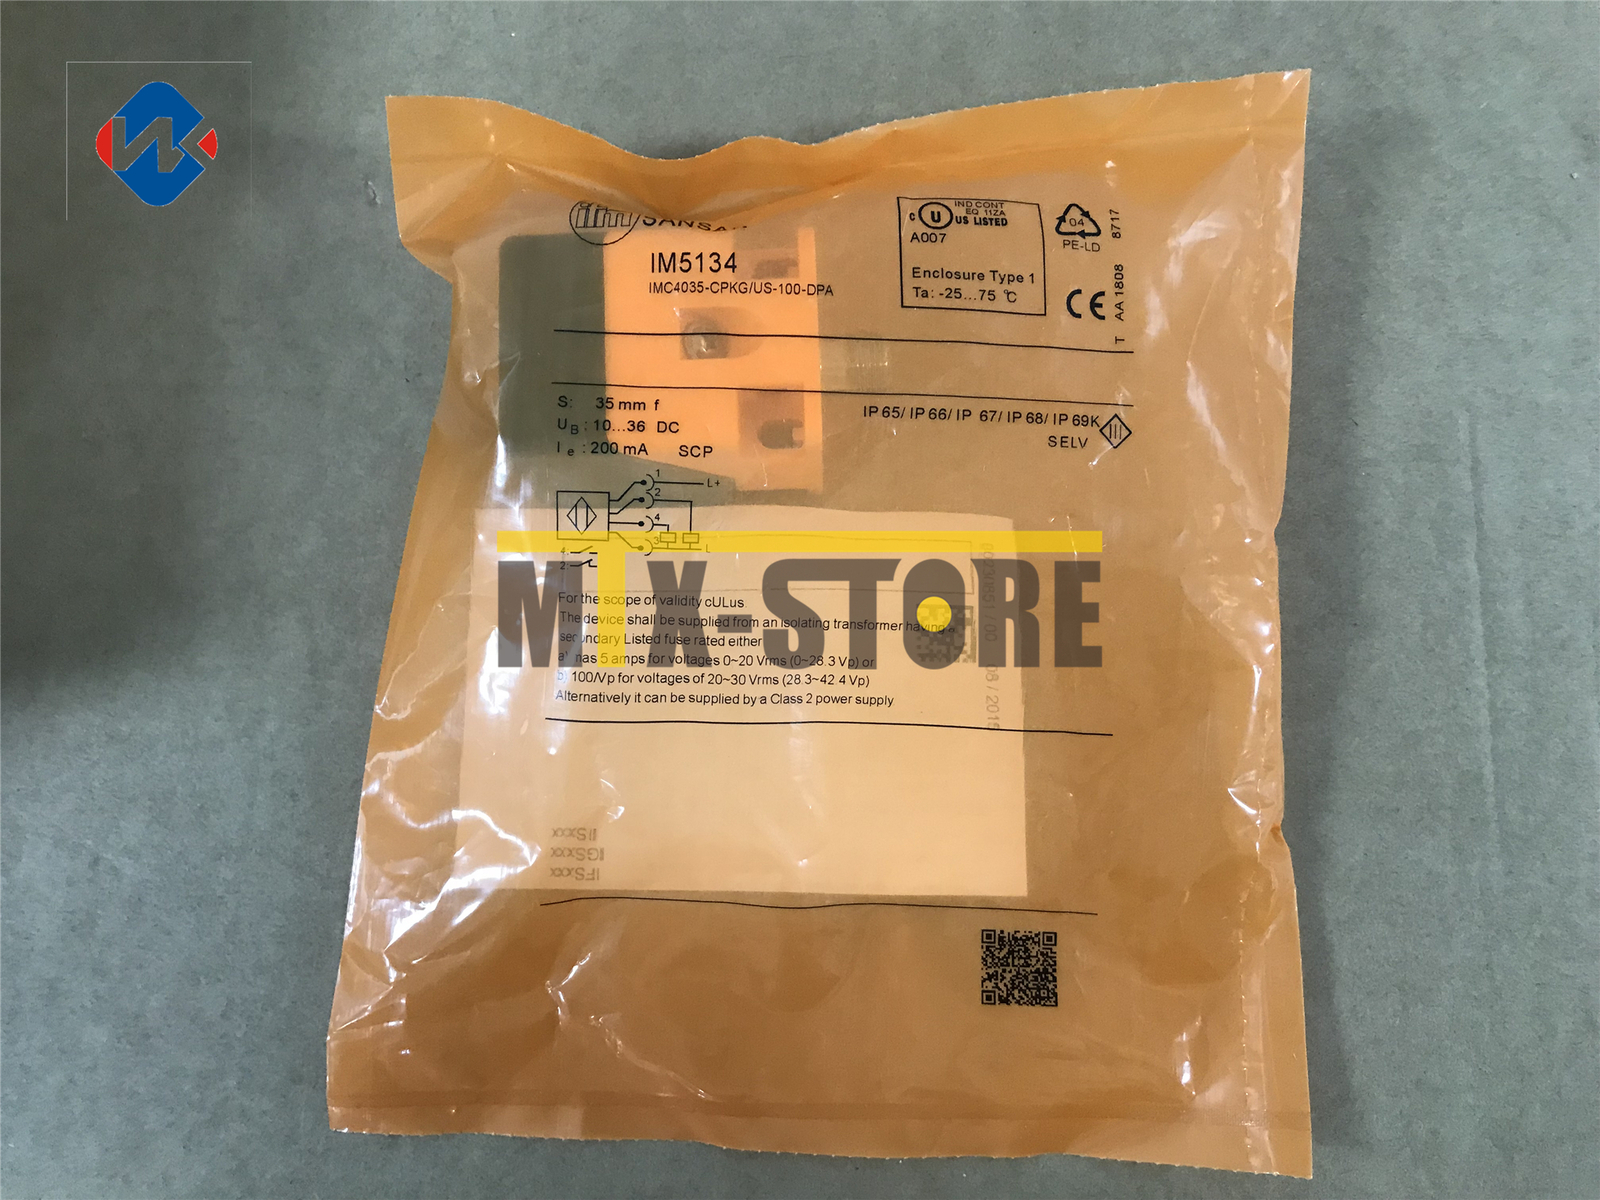 ifm
IM5134
IMC4035-CPKG/US-100-DPA
c UL US LISTED
IND CONT
EQ 11ZA
A007
Enclosure Type 1
Ta: -25...75 °C
04
PE-LD
CE
T AA 1808 8717
S: 35 mm f
UB: 10...36 DC
Ie: 200 mA SCP
IP 65/ IP 66/ IP 67/ IP 68/ IP 69K
SELV
1
L+
2
4
3
L
4:
2:
MTX-STORE
For the scope of validity cULus:
The device shall be supplied from an isolating transformer having a
secondary Listed fuse rated either
5 amps for voltages 0~20 Vrms (0~28.3 Vp) or
b) 100/Vp for voltages of 20~30 Vrms (28.3~42.4 Vp)
Alternatively it can be supplied by a Class 2 power supply
IISxxx
IIGSxxx
IFSxxx